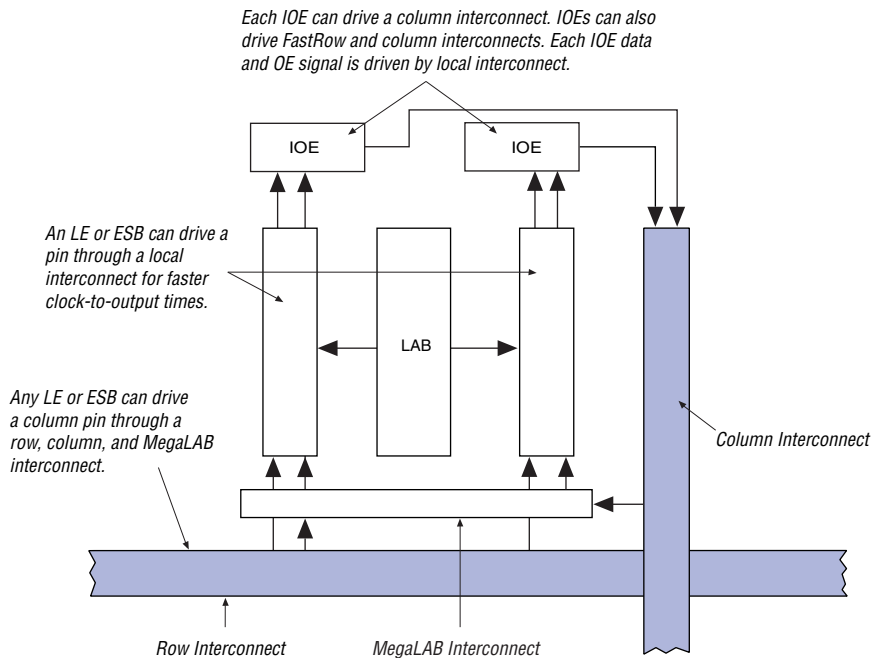 Each IOE can drive a column interconnect. IOEs can also
drive FastRow and column interconnects. Each IOE data
and OE signal is driven by local interconnect.
IOE
IOE
An LE or ESB can drive a
pin through a local
interconnect for faster
clock-to-output times.
LAB
Any LE or ESB can drive
a column pin through a
row, column, and MegaLAB
interconnect.
Column Interconnect
Row Interconnect
MegaLAB Interconnect